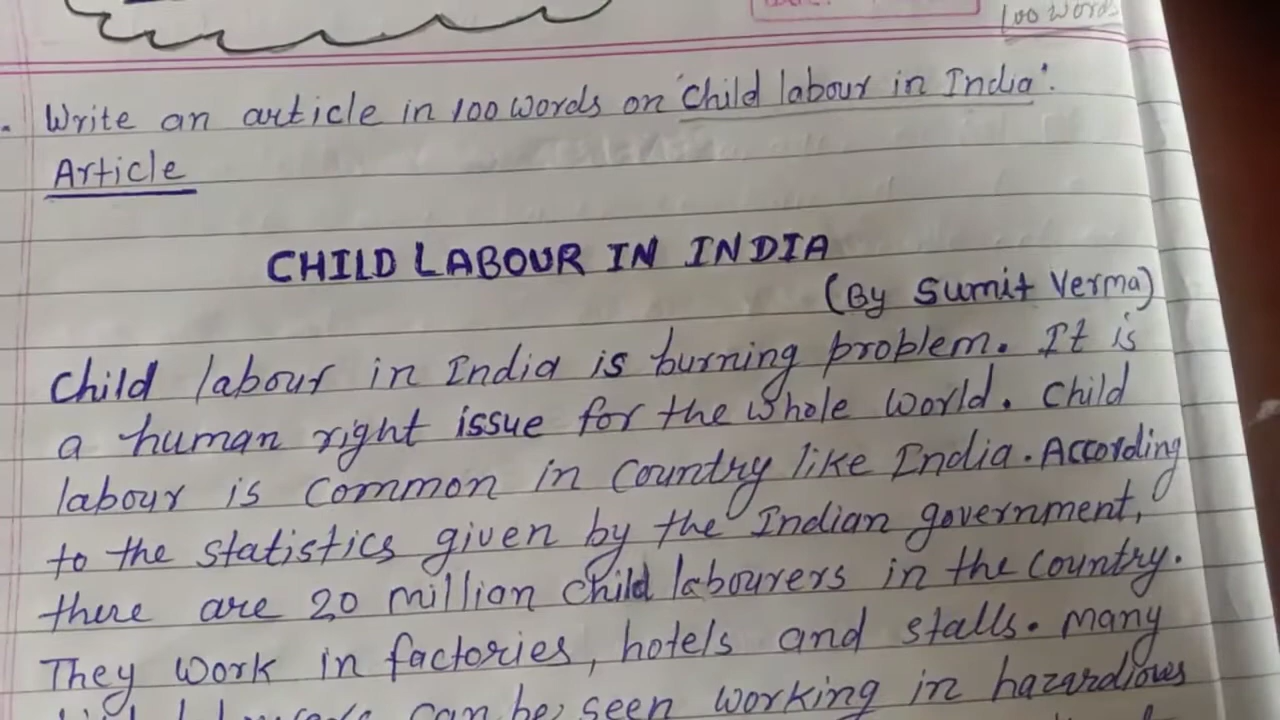 100 words
Write an article in 100 words on 'Child labour in India'.
Article
CHILD LABOUR IN INDIA
(By Sumit Verma)
Child labour in India is burning problem. It is
a human right issue for the whole world. Child
labour is common in country like India. According
to the statistics given by the Indian government,
there are 20 million child labourers in the country.
They work in factories, hotels and stalls. Many
can be seen working in hazardious